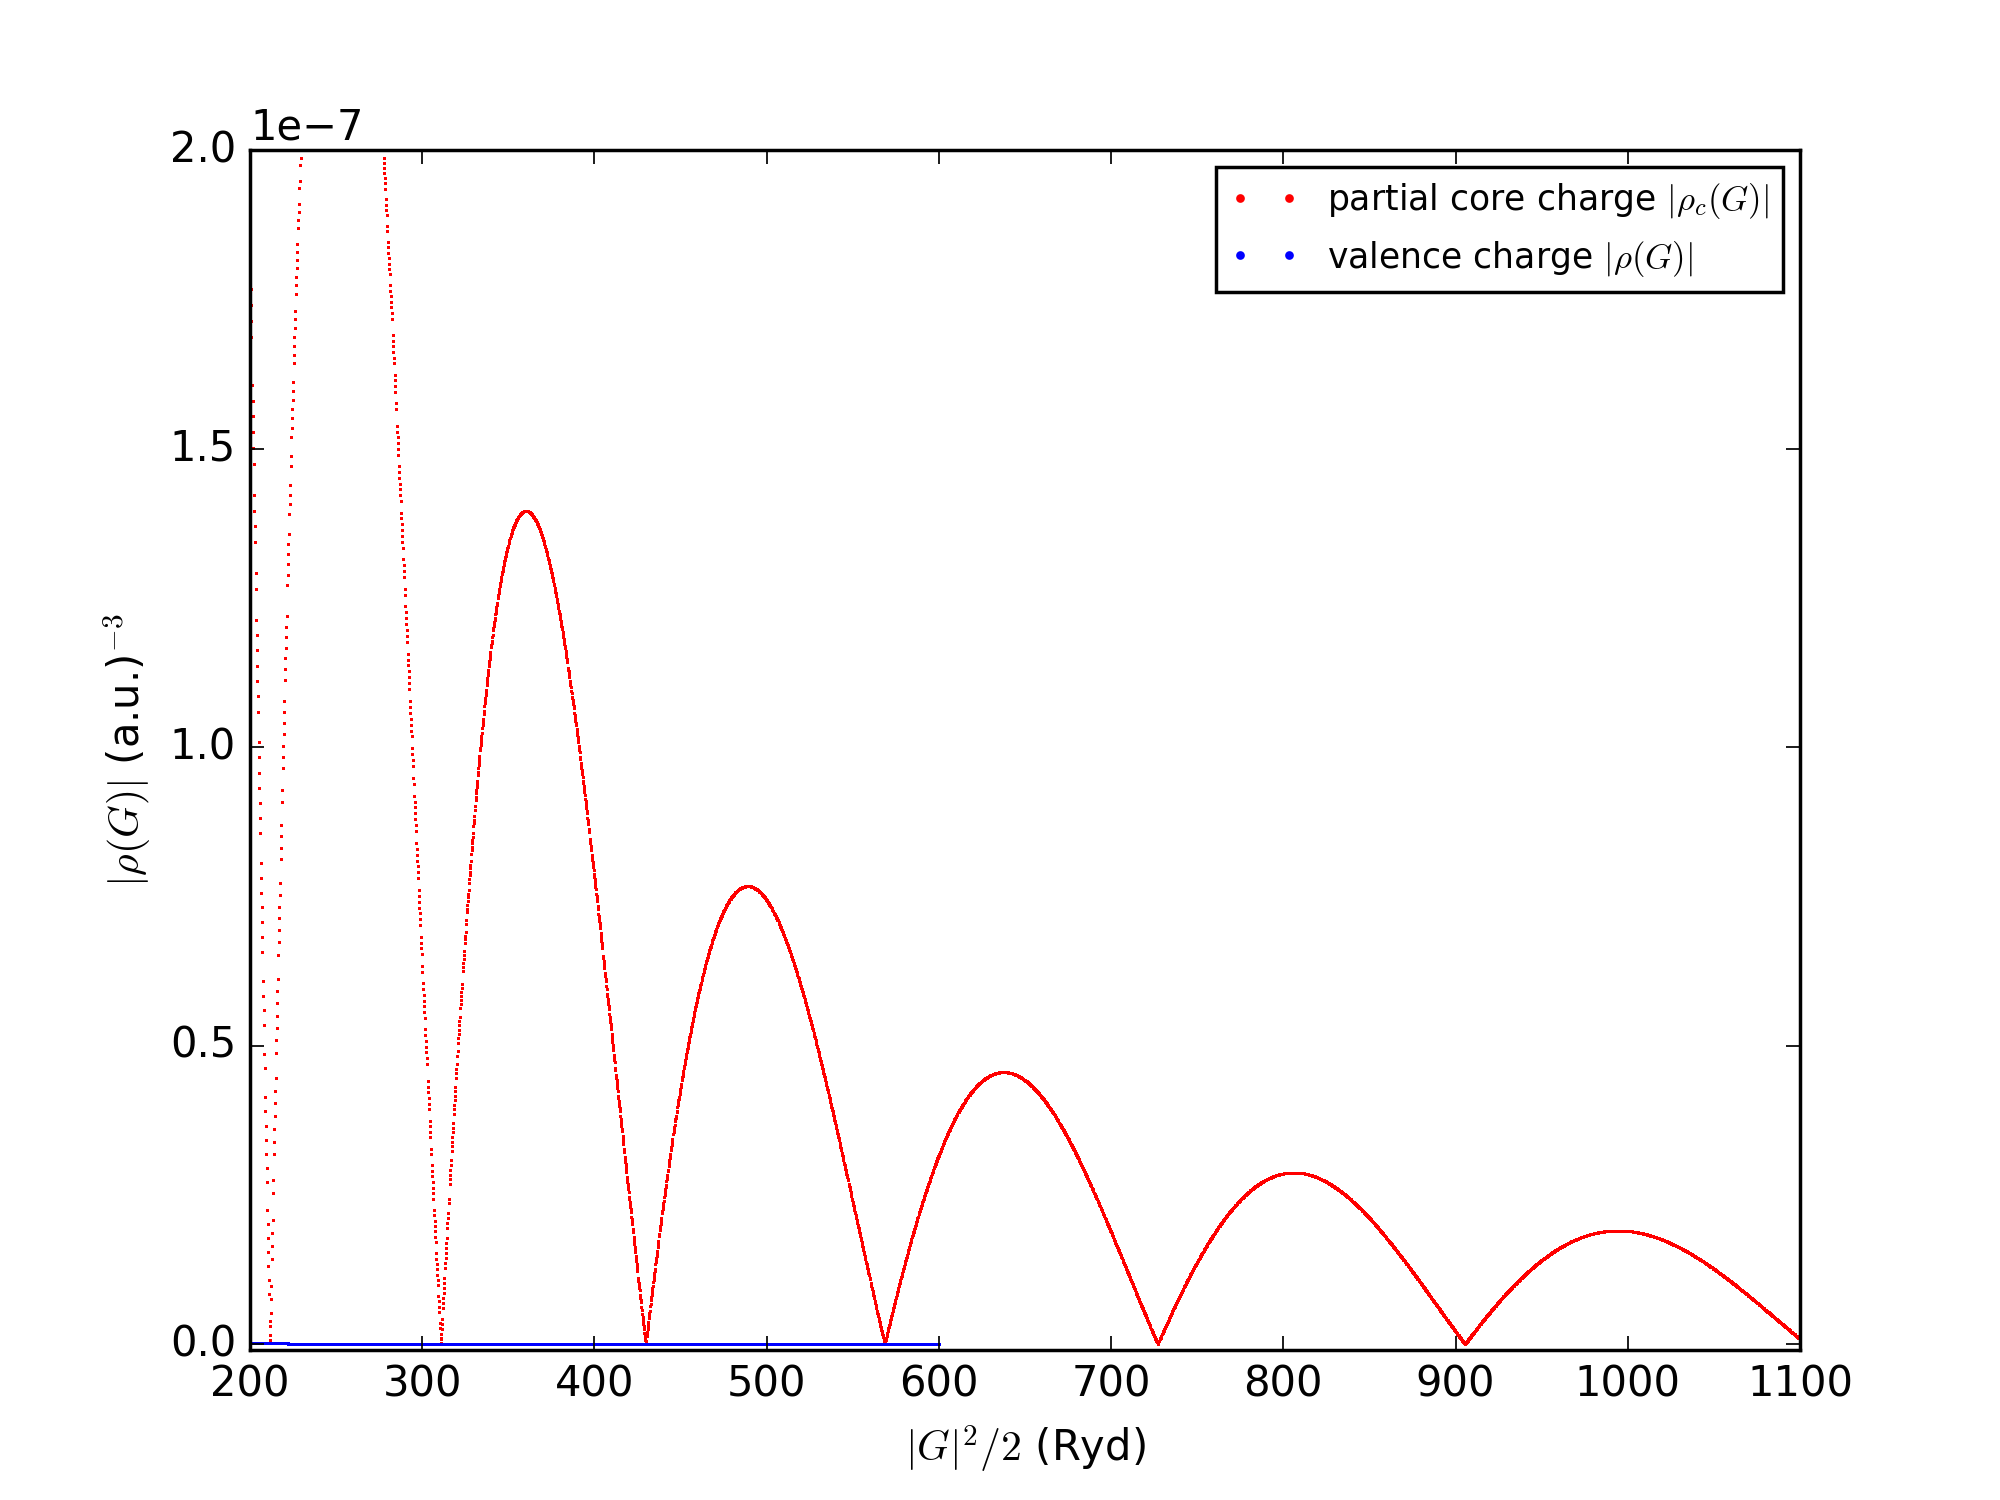 1e−7
2.0
1.5
1.0
0.5
0.0
|ρ(G)| (a.u.)⁻³
partial core charge |ρ_c(G)|
valence charge |ρ(G)|
200 300 400 500 600 700 800 900 1000 1100
|G|²/2 (Ryd)